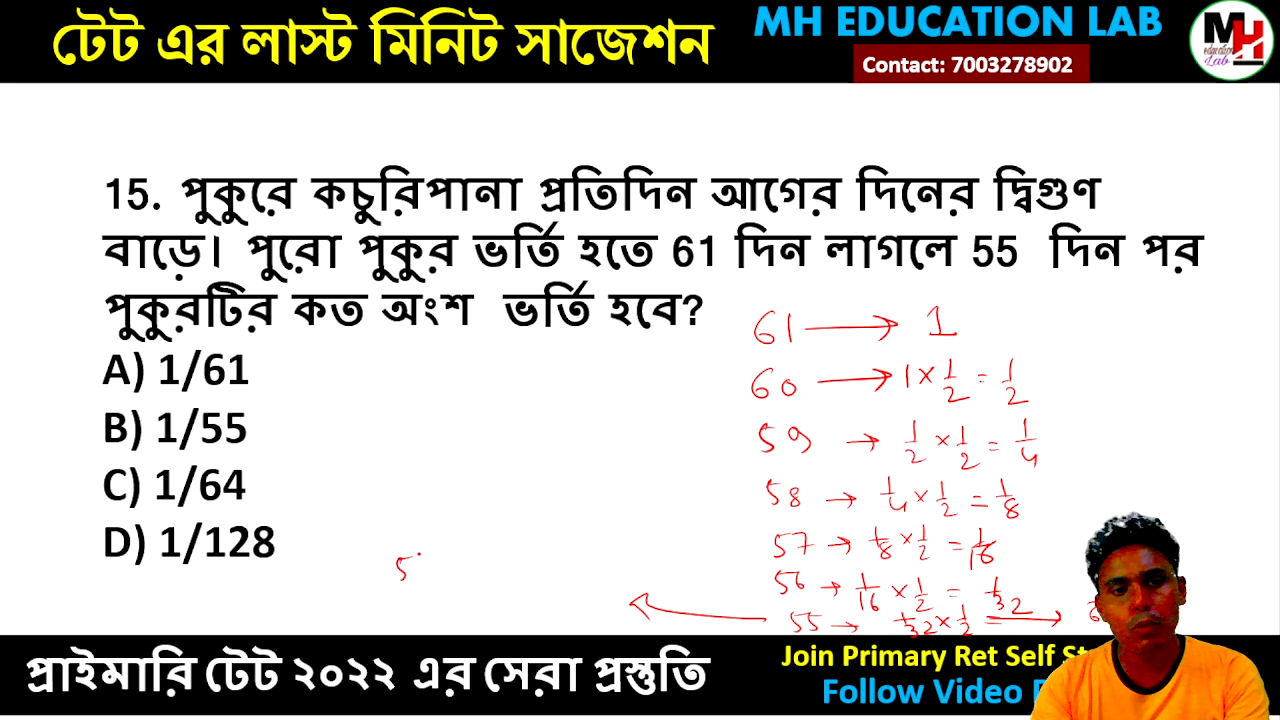 টেট এর লাস্ট মিনিট সাজেশন
MH EDUCATION LAB
Contact: 7003278902
MH
education
Lab
15. পুকুরে কচুরিপানা প্রতিদিন আগের দিনের দ্বিগুণ
বাড়ে। পুরো পুকুর ভর্তি হতে 61 দিন লাগলে 55 দিন পর
পুকুরটির কত অংশ ভর্তি হবে?
A) 1/61
B) 1/55
C) 1/64
D) 1/128
61 → 1
60 → 1 × 1/2 = 1/2
59 → 1/2 × 1/2 = 1/4
58 → 1/4 × 1/2 = 1/8
57 → 1/8 × 1/2 = 1/16
56 → 1/16 × 1/2 = 1/32
55 → 1/32 × 1/2 = →
5
প্রাইমারি টেট ২০২২ এর সেরা প্রস্তুতি
Join Primary Ret Self
Follow Video